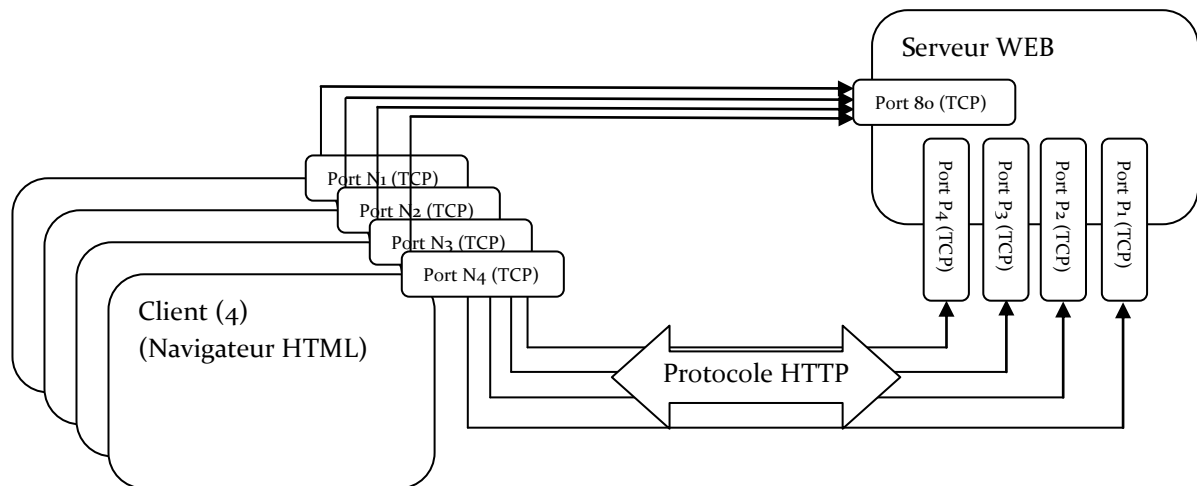 Serveur WEB
Port 80 (TCP)
Port N1 (TCP)
Port N2 (TCP)
Port N3 (TCP)
Port N4 (TCP)
Port P4 (TCP)
Port P3 (TCP)
Port P2 (TCP)
Port P1 (TCP)
Client (4)
(Navigateur HTML)
Protocole HTTP